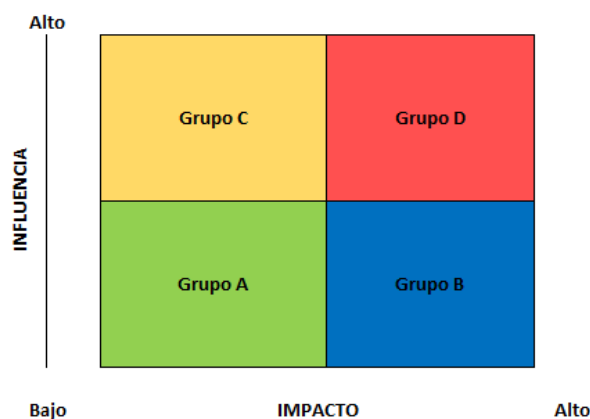 Alto
Grupo C
Grupo D
INFLUENCIA
Grupo A
Grupo B
Bajo
IMPACTO
Alto